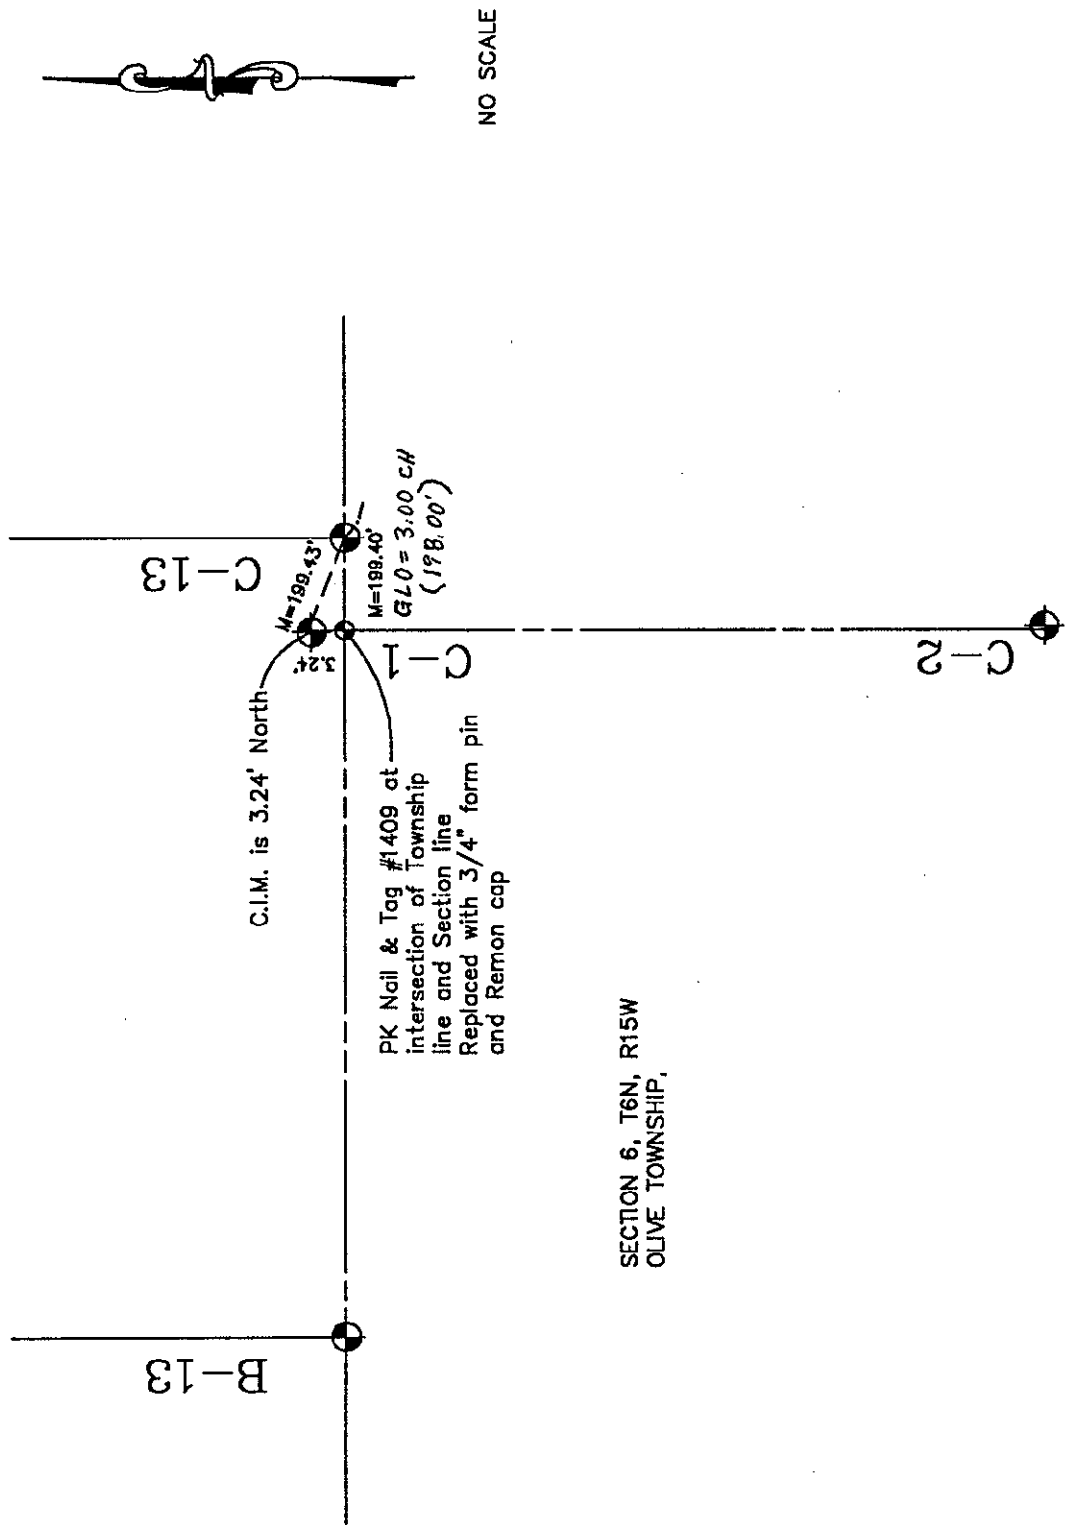 NO SCALE
C-13
M=199.43'
M=199.40'
GLO = 3.00 CH
(198.00')
3.24'
C-1
C-2
C.I.M. is 3.24' North
PK Nail & Tag #1409 at
intersection of Township
line and Section line
Replaced with 3/4" form pin
and Remon cap
SECTION 6, T6N, R15W
OLIVE TOWNSHIP,
B-13